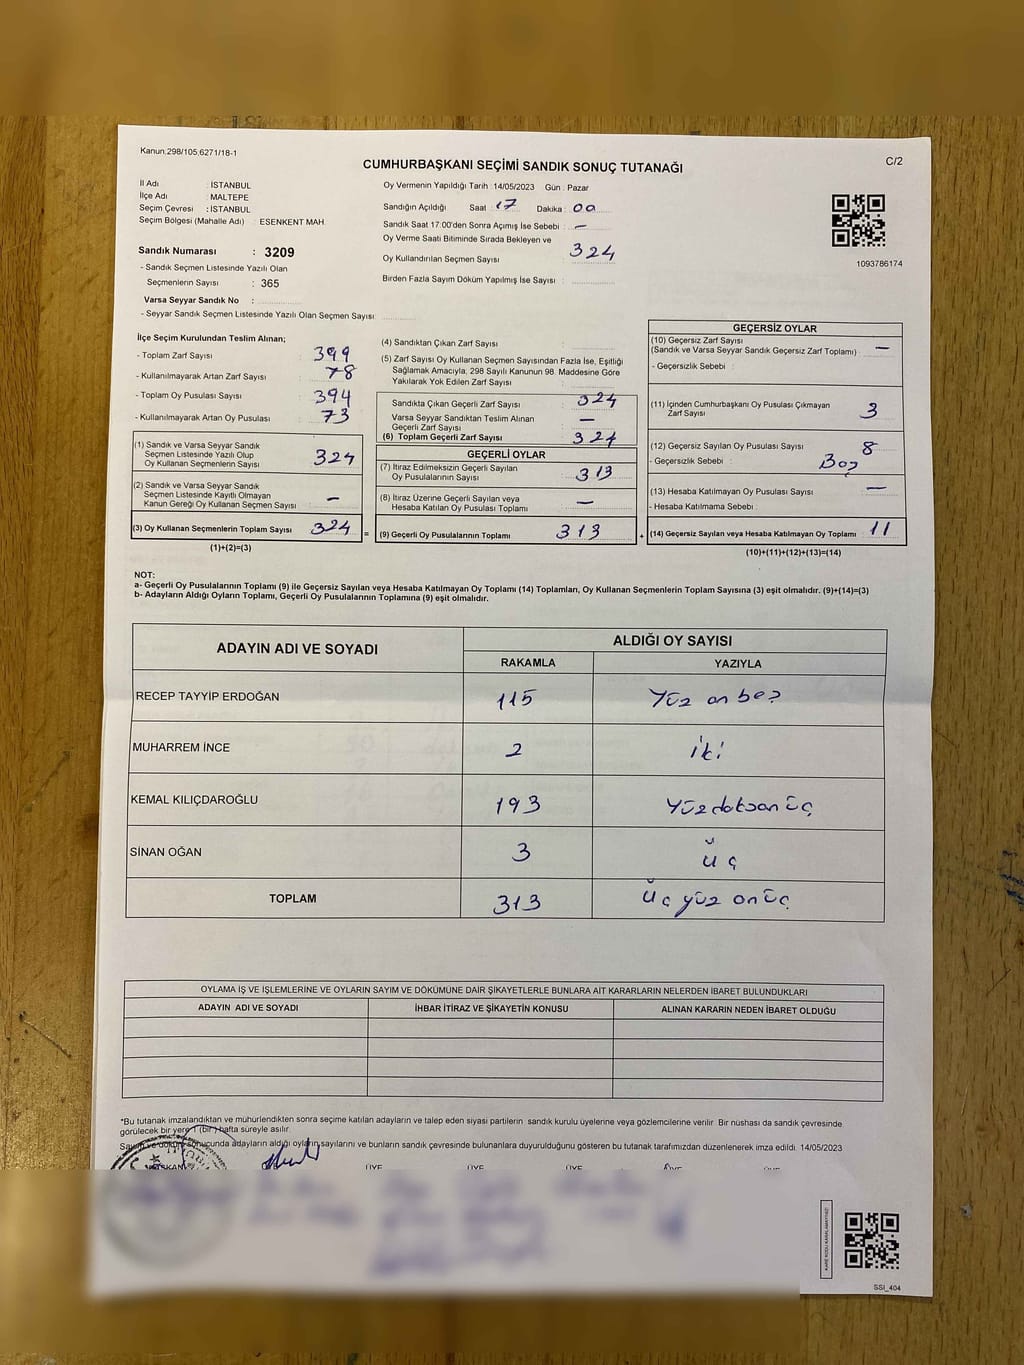 Kanun:298/105,6271/18-1
CUMHURBAŞKANI SEÇİMİ SANDIK SONUÇ TUTANAĞI
C/2
İl Adı : İSTANBUL
İlçe Adı : MALTEPE
Seçim Çevresi : İSTANBUL
Seçim Bölgesi (Mahalle Adı) : ESENKENT MAH.
Sandık Numarası : 3209
- Sandık Seçmen Listesinde Yazılı Olan
Seçmenlerin Sayısı : 365
Varsa Seyyar Sandık No :
- Seyyar Sandık Seçmen Listesinde Yazılı Olan Seçmen Sayısı:
Oy Vermenin Yapıldığı Tarih : 14/05/2023 Gün : Pazar
Sandığın Açıldığı Saat : 17 Dakika : 00
Sandık Saat 17:00'den Sonra Açımış İse Sebebi : –
Oy Verme Saati Bitiminde Sırada Bekleyen ve
Oy Kullandırılan Seçmen Sayısı : 324
Birden Fazla Sayım Döküm Yapılmış İse Sayısı :
1093786174
İlçe Seçim Kurulundan Teslim Alınan;
- Toplam Zarf Sayısı : 399
- Kullanılmayarak Artan Zarf Sayısı : 78
- Toplam Oy Pusulası Sayısı : 394
- Kullanılmayarak Artan Oy Pusulası : 73
(1) Sandık ve Varsa Seyyar Sandık
Seçmen Listesinde Yazılı Olup
Oy Kullanan Seçmenlerin Sayısı : 324
(2) Sandık ve Varsa Seyyar Sandık
Seçmen Listesinde Kayıtlı Olmayan
Kanun Gereği Oy Kullanan Seçmen Sayısı : –
(3) Oy Kullanan Seçmenlerin Toplam Sayısı : 324
(1)+(2)=(3)
=
(4) Sandıktan Çıkan Zarf Sayısı :
(5) Zarf Sayısı Oy Kullanan Seçmen Sayısından Fazla İse, Eşitliği
Sağlamak Amacıyla; 298 Sayılı Kanunun 98. Maddesine Göre
Yakılarak Yok Edilen Zarf Sayısı :
Sandıkta Çıkan Geçerli Zarf Sayısı : 324
Varsa Seyyar Sandıktan Teslim Alınan
Geçerli Zarf Sayısı : –
(6) Toplam Geçerli Zarf Sayısı : 324
GEÇERLİ OYLAR
(7) İtiraz Edilmeksizin Geçerli Sayılan
Oy Pusulalarının Sayısı : 313
(8) İtiraz Üzerine Geçerli Sayılan veya
Hesaba Katılan Oy Pusulası Toplamı : –
(9) Geçerli Oy Pusulalarının Toplamı : 313
+
GEÇERSİZ OYLAR
(10) Geçersiz Zarf Sayısı
(Sandık ve Varsa Seyyar Sandık Geçersiz Zarf Toplamı) : –
- Geçersizlik Sebebi :
(11) İçinden Cumhurbaşkanı Oy Pusulası Çıkmayan
Zarf Sayısı : 3
(12) Geçersiz Sayılan Oy Pusulası Sayısı : 8
- Geçersizlik Sebebi : Boş
(13) Hesaba Katılmayan Oy Pusulası Sayısı : –
- Hesaba Katılmama Sebebi :
(14) Geçersiz Sayılan veya Hesaba Katılmayan Oy Toplamı : 11
(10)+(11)+(12)+(13)=(14)
NOT:
a- Geçerli Oy Pusulalarının Toplamı (9) ile Geçersiz Sayılan veya Hesaba Katılmayan Oy Toplamı (14) Toplamları, Oy Kullanan Seçmenlerin Toplam Sayısına (3) eşit olmalıdır. (9)+(14)=(3)
b- Adayların Aldığı Oyların Toplamı, Geçerli Oy Pusulalarının Toplamına (9) eşit olmalıdır.
ADAYIN ADI VE SOYADI
ALDIĞI OY SAYISI
RAKAMLA YAZIYLA
RECEP TAYYİP ERDOĞAN 115 Yüz on beş
MUHARREM İNCE 2 iki
KEMAL KILIÇDAROĞLU 193 Yüzdoksan üç
SİNAN OĞAN 3 üç
TOPLAM 313 üç yüz onüç
OYLAMA İŞ VE İŞLEMLERİNE VE OYLARIN SAYIM VE DÖKÜMÜNE DAİR ŞİKAYETLERLE BUNLARA AİT KARARLARIN NELERDEN İBARET BULUNDUKLARI
ADAYIN ADI VE SOYADI İHBAR İTİRAZ VE ŞİKAYETİN KONUSU ALINAN KARARIN NEDEN İBARET OLDUĞU
*Bu tutanak imzalandıktan ve mühürlendikten sonra seçime katılan adayların ve talep eden siyasi partilerin sandık kurulu üyelerine veya gözlemcilerine verilir. Bir nüshası da sandık çevresinde
görülecek bir yere 1 (bir) hafta süreyle asılır.
Sayım ve döküm sonucunda adayların aldığı oyların sayılarını ve bunların sandık çevresinde bulunanlara duyurulduğunu gösteren bu tutanak tarafımızdan düzenlenerek imza edildi. 14/05/2023
ÜYE ÜYE ÜYE ÜYE
SSI_404